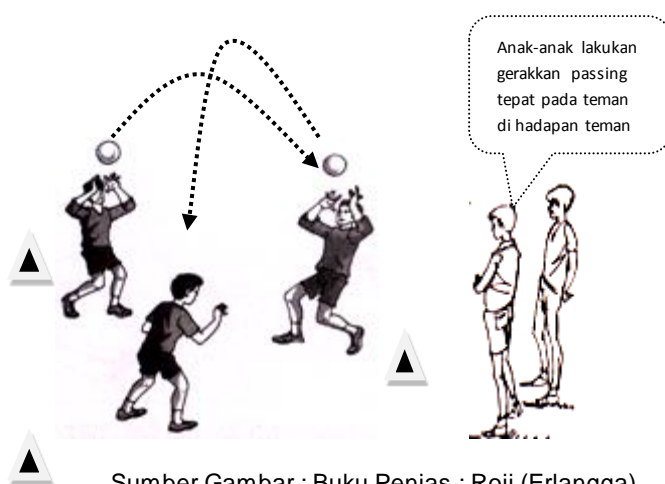 Anak-anak lakukan
gerakkan passing
tepat pada teman
di hadapan teman
Sumber Gambar : Buku Penjas : Roji (Erlangga)